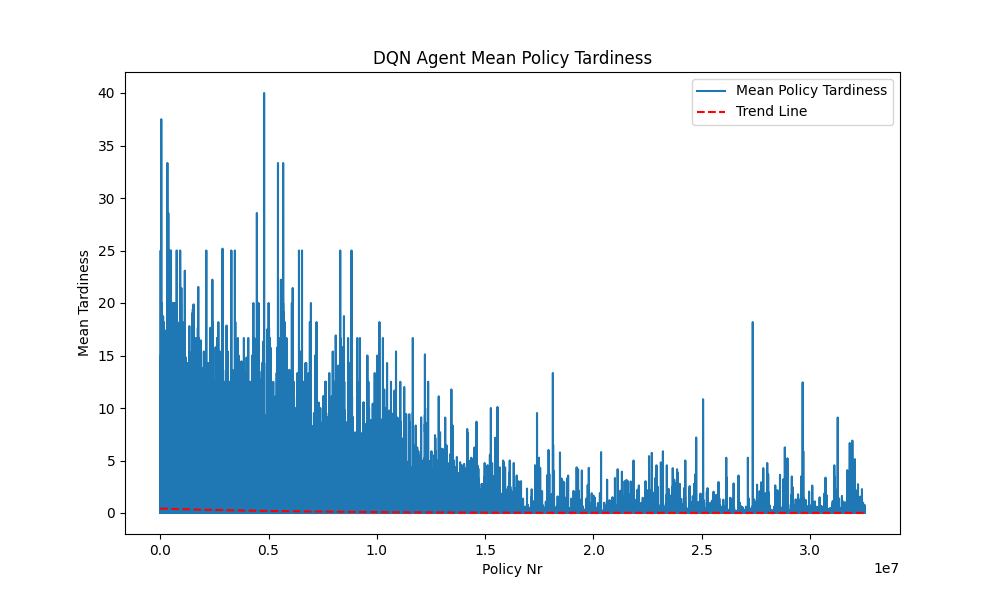 DQN Agent Mean Policy Tardiness
Mean Policy Tardiness
Trend Line
Mean Tardiness
40
35
30
25
20
15
10
5
0
0.0 0.5 1.0 1.5 2.0 2.5 3.0
1e7
Policy Nr